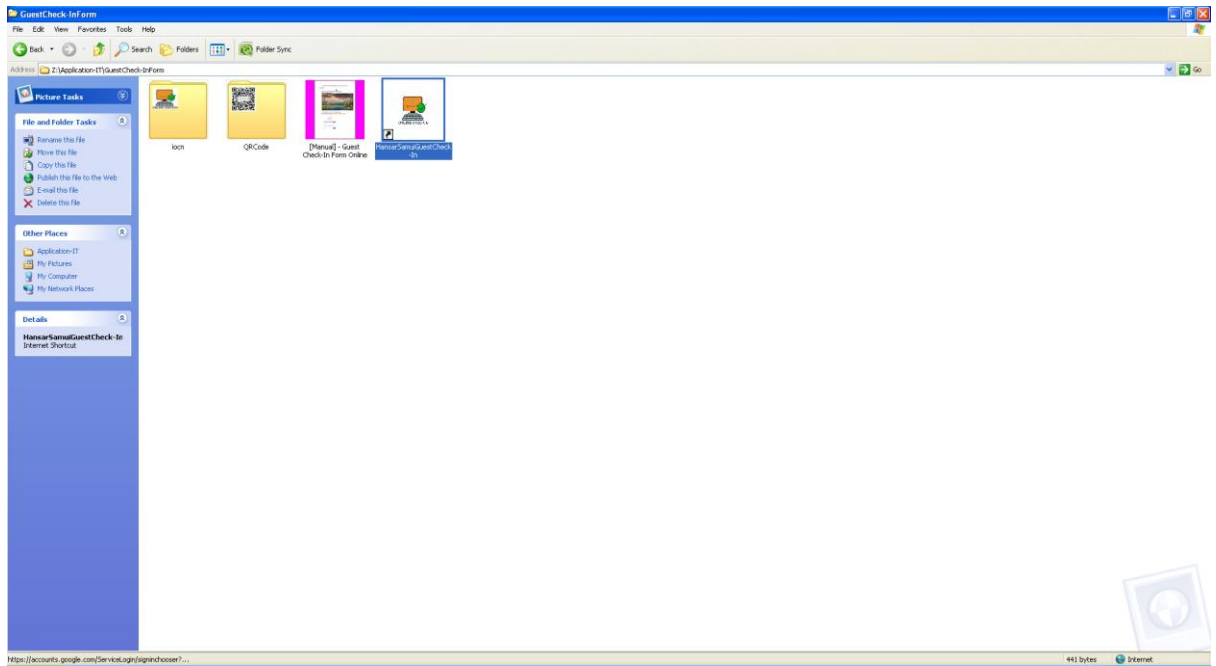 GuestCheck-InForm
File Edit View Favorites Tools Help
Back Search Folders Folder Sync
Address Z:\Application-IT\GuestCheck-InForm Go
Picture Tasks
File and Folder Tasks
Rename this file
Move this file
Copy this file
Publish this file to the Web
E-mail this file
Delete this file
Other Places
Application-IT
My Pictures
My Computer
My Network Places
Details
HansarSamuiGuestCheck-In
Internet Shortcut
iocn
QRCode
[Manual] - Guest
Check-In Form Online
HansarSamuiGuestCheck
-In
https://accounts.google.com/ServiceLogin/signinchooser?...
441 bytes Internet